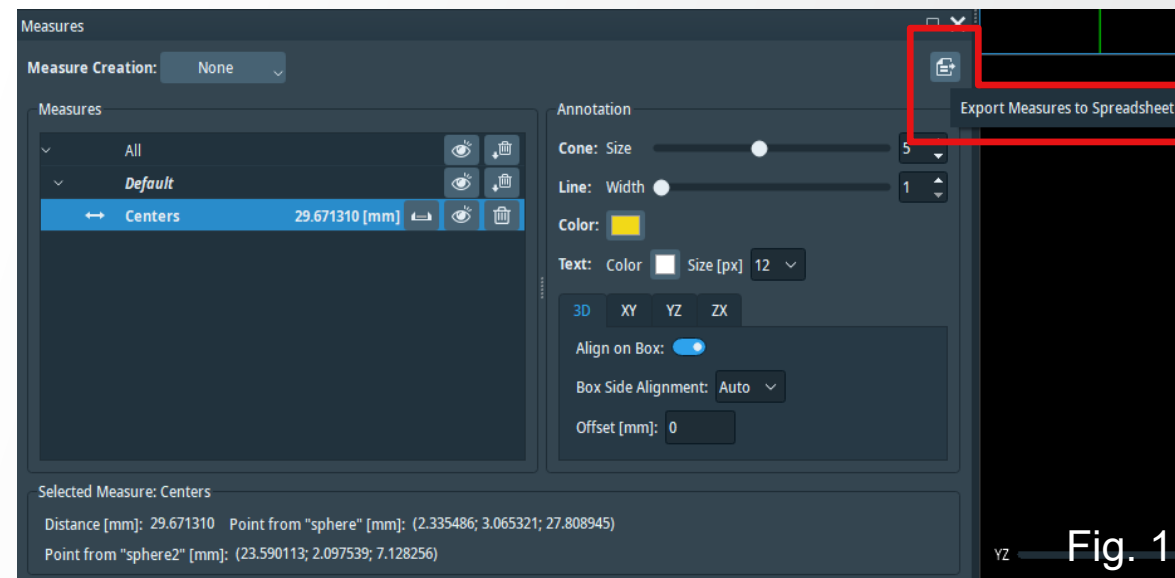 Measures
Measure Creation: None
Measures
All
Default
Centers 29.671310 [mm]
Annotation
Cone: Size 5
Line: Width 1
Color:
Text: Color Size [px] 12
3D XY YZ ZX
Align on Box:
Box Side Alignment: Auto
Offset [mm]: 0
Export Measures to Spreadsheet
Selected Measure: Centers
Distance [mm]: 29.671310 Point from "sphere" [mm]: (2.335486; 3.065321; 27.808945)
Point from "sphere2" [mm]: (23.590113; 2.097539; 7.128256)
YZ
Fig. 1